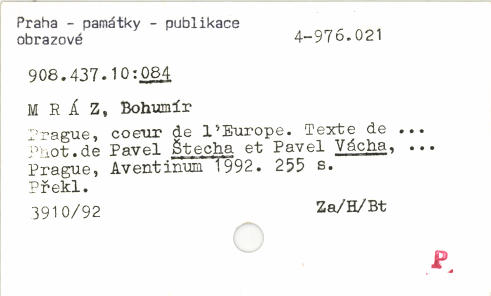 Praha - památky - publikace
obrazové
4-976.021
908.437.10:084
M R Á Z, Bohumír
Prague, coeur de l'Europe. Texte de ...
Phot.de Pavel Štecha et Pavel Vácha, ...
Prague, Aventinum 1992. 255 s.
Překl.
3910/92 Za/H/Bt
P